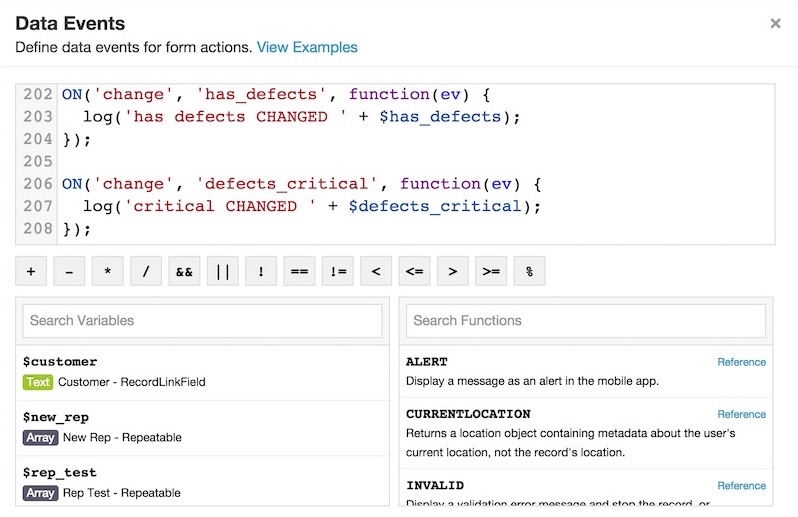 Data Events
×
Define data events for form actions. View Examples
202 ON('change', 'has_defects', function(ev) {
203   log('has defects CHANGED ' + $has_defects);
204 });
205
206 ON('change', 'defects_critical', function(ev) {
207   log('critical CHANGED ' + $defects_critical);
208 });
+ - * / && || ! == != < <= > >= %
Search Variables
$customer
Text Customer - RecordLinkField
$new_rep
Array New Rep - Repeatable
$rep_test
Array Rep Test - Repeatable
Search Functions
ALERT Reference
Display a message as an alert in the mobile app.
CURRENTLOCATION Reference
Returns a location object containing metadata about the user's
current location, not the record's location.
INVALID Reference
Display a validation error message and stop the record, or